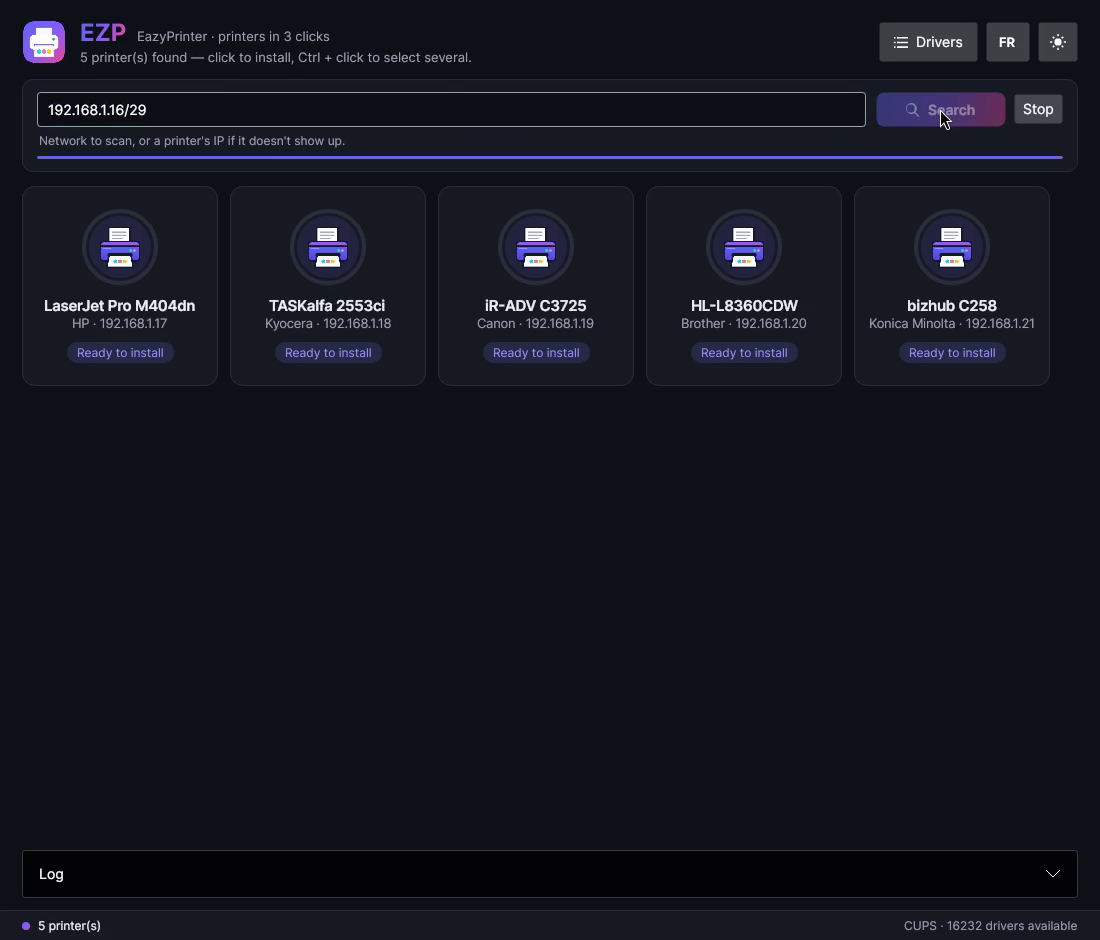 EZP EazyPrinter · printers in 3 clicks
5 printer(s) found — click to install, Ctrl + click to select several.
Drivers
FR
192.168.1.16/29
Search
Stop
Network to scan, or a printer's IP if it doesn't show up.
LaserJet Pro M404dn
HP · 192.168.1.17
Ready to install
TASKalfa 2553ci
Kyocera · 192.168.1.18
Ready to install
iR-ADV C3725
Canon · 192.168.1.19
Ready to install
HL-L8360CDW
Brother · 192.168.1.20
Ready to install
bizhub C258
Konica Minolta · 192.168.1.21
Ready to install
Log
5 printer(s)
CUPS · 16232 drivers available